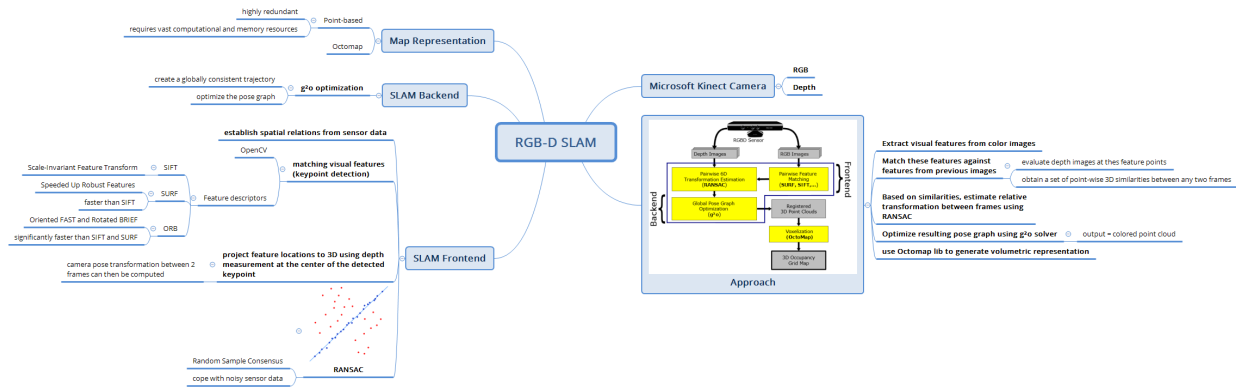 highly redundant
requires vast computational and memory resources
Point-based
Octomap
Map Representation
create a globally consistent trajectory
optimize the pose graph
g²o optimization
SLAM Backend
establish spatial relations from sensor data
OpenCV
Scale-Invariant Feature Transform
SIFT
Speeded Up Robust Features
faster than SIFT
SURF
Oriented FAST and Rotated BRIEF
significantly faster than SIFT and SURF
ORB
Feature descriptors
matching visual features
(keypoint detection)
camera pose transformation between 2
frames can then be computed
project feature locations to 3D using depth
measurement at the center of the detected
keypoint
SLAM Frontend
Random Sample Consensus
cope with noisy sensor data
RANSAC
RGB-D SLAM
Microsoft Kinect Camera
RGB
Depth
RGBD Sensor
Depth Images
RGB Images
Pairwise 6D
Transformation Estimation
(RANSAC)
Pairwise Feature
Matching
(SURF, SIFT,...)
Frontend
Backend
Global Pose Graph
Optimization
(g²o)
Registered
3D Point Clouds
Voxelization
(OctoMap)
3D Occupancy
Grid Map
Approach
Extract visual features from color images
Match these features against
features from previous images
evaluate depth images at thes feature points
obtain a set of point-wise 3D similarities between any two frames
Based on similarities, estimate relative
transformation between frames using
RANSAC
Optimize resulting pose graph using g²o solver
output = colored point cloud
use Octomap lib to generate volumetric representation